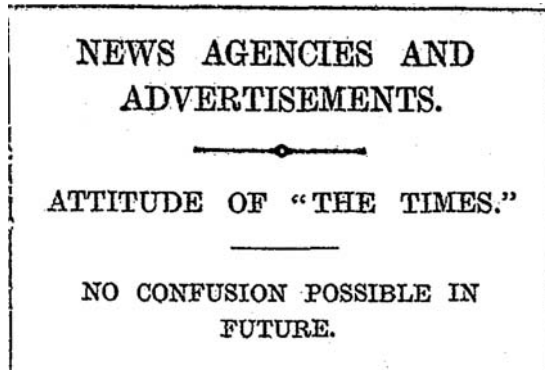 NEWS AGENCIES AND
ADVERTISEMENTS.
ATTITUDE OF “THE TIMES.”
NO CONFUSION POSSIBLE IN
FUTURE.